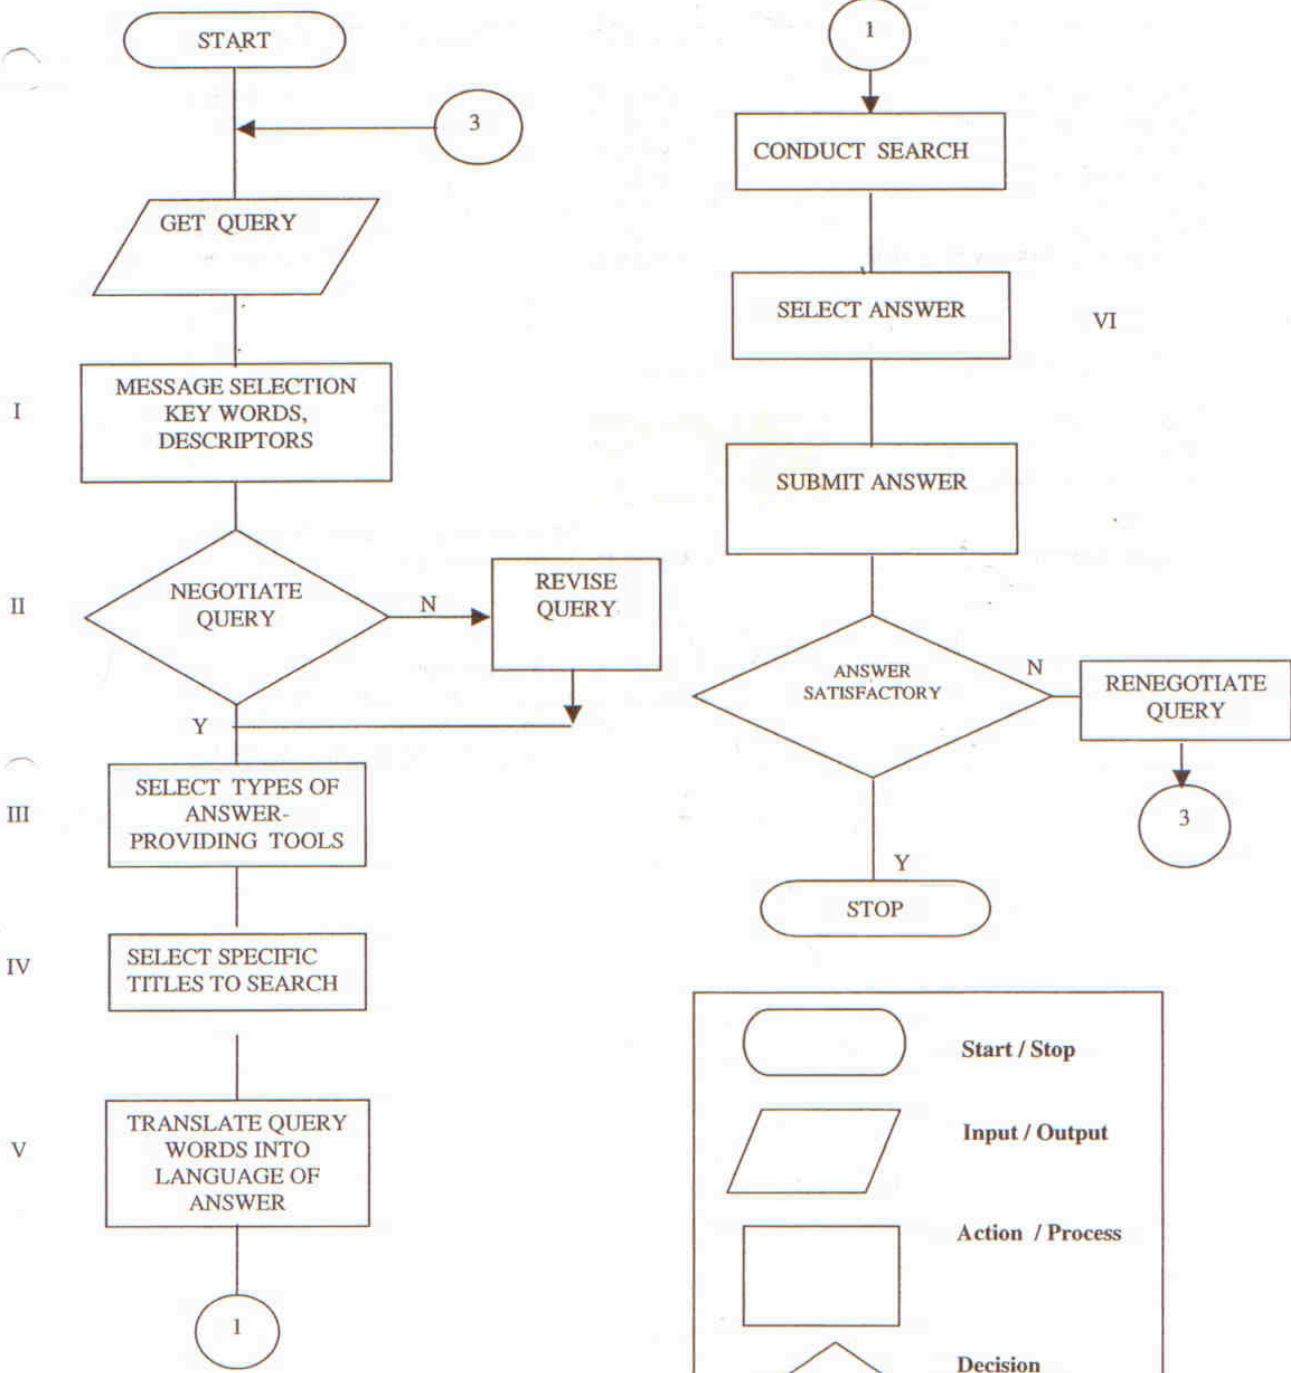 START
3
GET QUERY
I
MESSAGE SELECTION
KEY WORDS,
DESCRIPTORS
II
NEGOTIATE
QUERY
N
REVISE
QUERY
Y
III
SELECT TYPES OF
ANSWER-
PROVIDING TOOLS
IV
SELECT SPECIFIC
TITLES TO SEARCH
V
TRANSLATE QUERY
WORDS INTO
LANGUAGE OF
ANSWER
1
1
CONDUCT SEARCH
SELECT ANSWER
VI
SUBMIT ANSWER
ANSWER
SATISFACTORY
N
RENEGOTIATE
QUERY
3
Y
STOP
Start / Stop
Input / Output
Action / Process
Decision